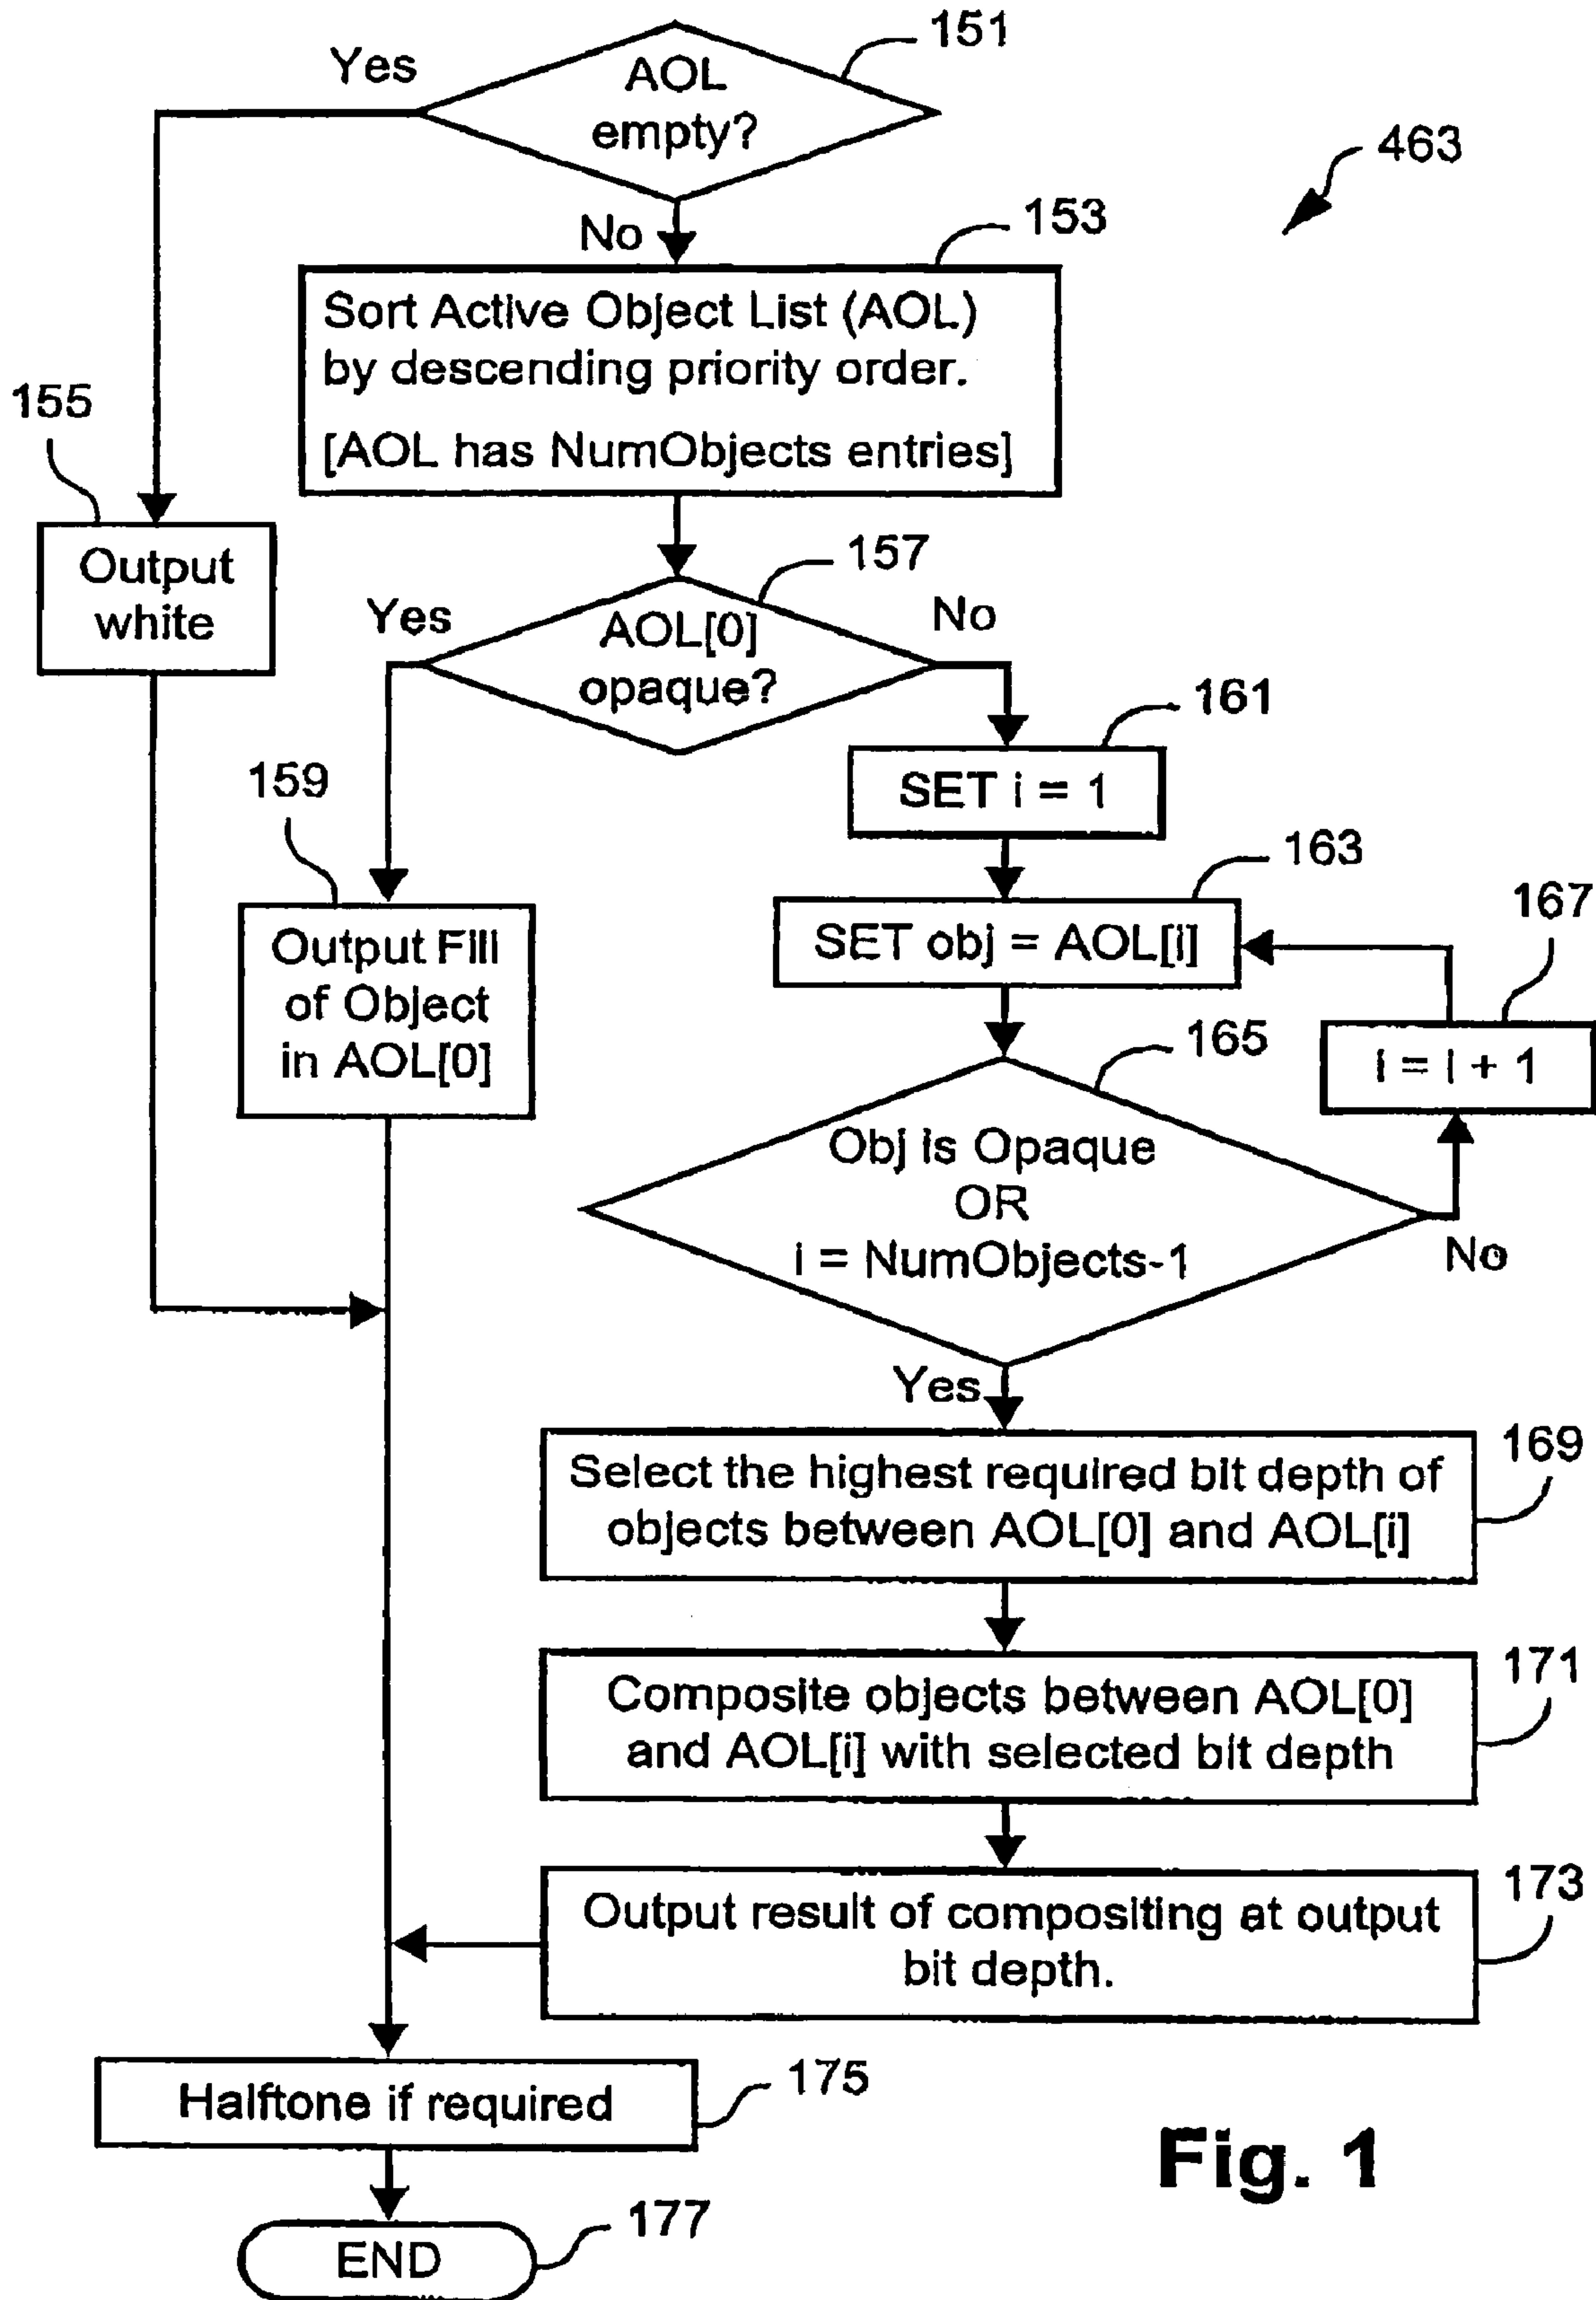 151
Yes
AOL
empty?
463
No
153
Sort Active Object List (AOL)
by descending priority order.
[AOL has NumObjects entries]
155
Output
white
157
Yes
No
AOL[0]
opaque?
161
SET i = 1
159
163
SET obj = AOL[i]
167
Output Fill
of Object
in AOL[0]
165
i = i + 1
Obj is Opaque
OR
i = NumObjects-1
No
Yes
169
Select the highest required bit depth of
objects between AOL[0] and AOL[i]
171
Composite objects between AOL[0]
and AOL[i] with selected bit depth
173
Output result of compositing at output
bit depth.
175
Halftone if required
177
END
Fig. 1